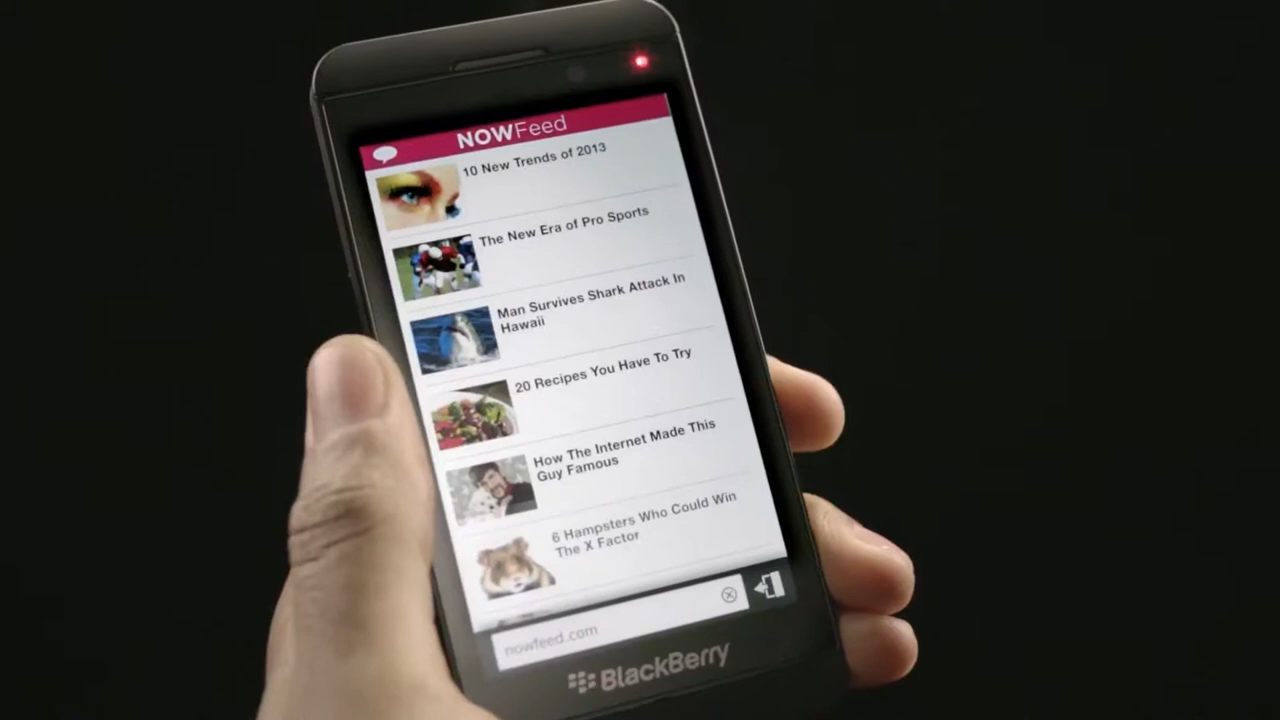 NOWFeed
10 New Trends of 2013
The New Era of Pro Sports
Man Survives Shark Attack In
Hawaii
20 Recipes You Have To Try
How The Internet Made This
Guy Famous
6 Hampsters Who Could Win
The X Factor
nowfeed.com
BlackBerry